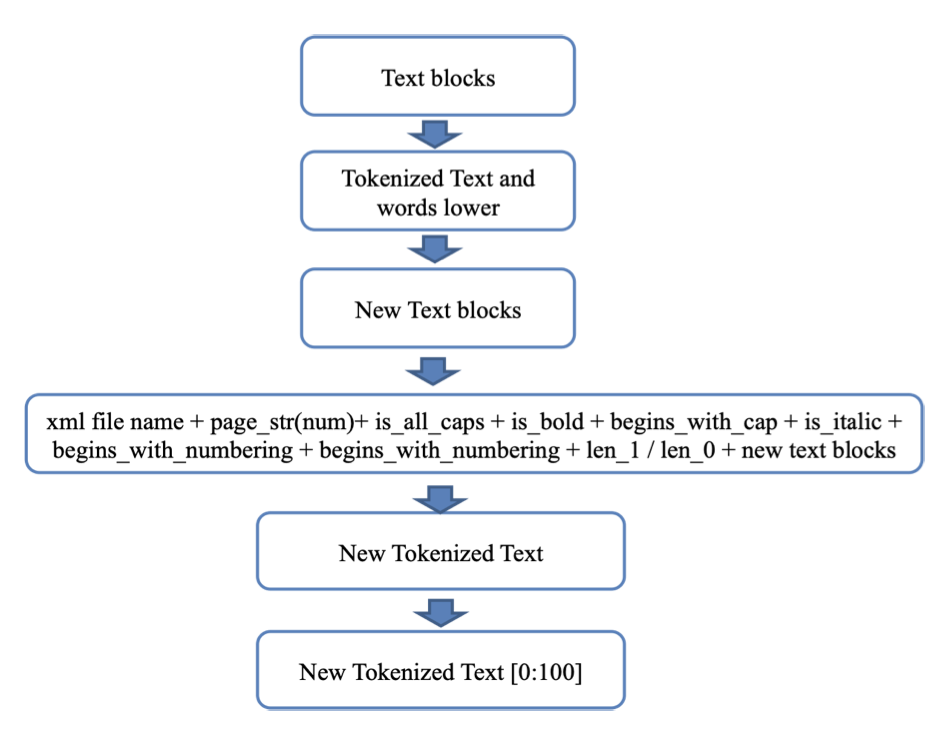 Text blocks
Tokenized Text and
words lower
New Text blocks
xml file name + page_str(num)+ is_all_caps + is_bold + begins_with_cap + is_italic +
begins_with_numbering + begins_with_numbering + len_1 / len_0 + new text blocks
New Tokenized Text
New Tokenized Text [0:100]